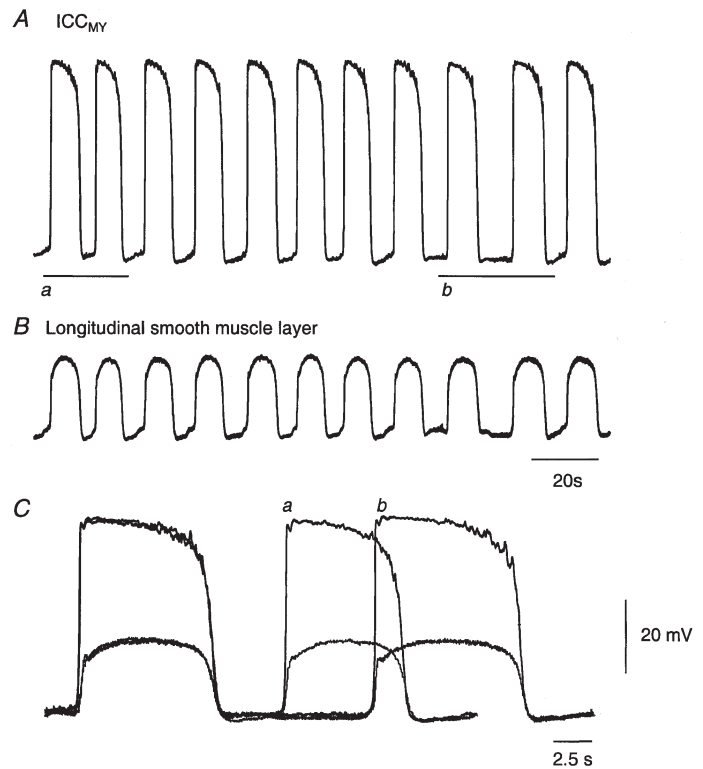 A ICCMY
a b
B Longitudinal smooth muscle layer
20s
C a b
20 mV
2.5 s